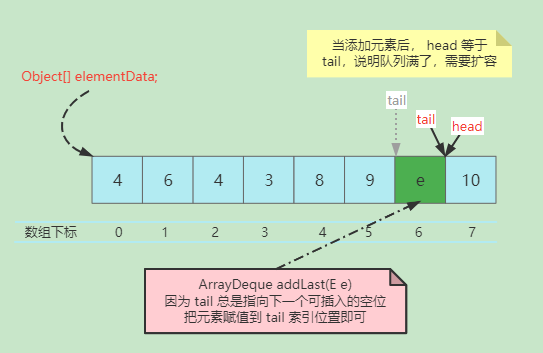 当添加元素后， head 等于
tail，说明队列满了，需要扩容
Object[] elementData;
tail
tail
head
4 6 4 3 8 9 e 10
数组下标 0 1 2 3 4 5 6 7
ArrayDeque addLast(E e)
因为 tail 总是指向下一个可插入的空位
把元素赋值到 tail 索引位置即可